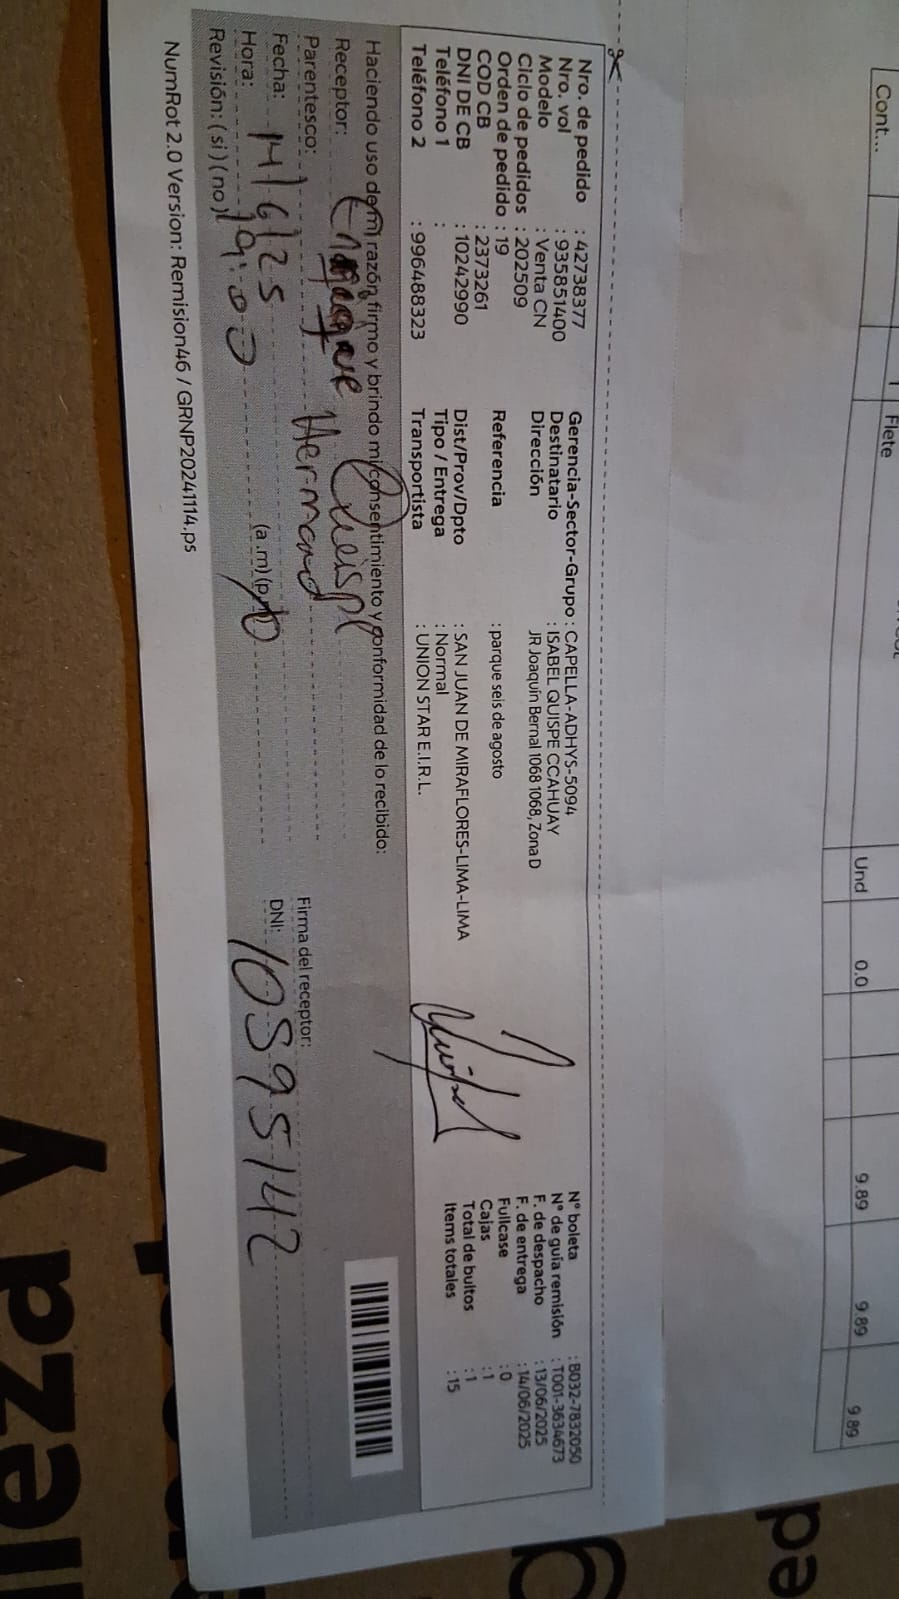 Cont...
1 Flete
Und 0.0 9.89 9.89 9.89
Nro. de pedido : 42738377
Nro. vol : 935851400
Modelo : Venta CN
Ciclo de pedidos : 202509
Orden de pedido : 19
COD CB : 2373261
DNI DE CB : 10242990
Teléfono 1 :
Teléfono 2 : 996488323
Gerencia-Sector-Grupo : CAPELLA-ADHYS-5094
Destinatario : ISABEL QUISPE CCAHUAY
Dirección JR Joaquin Bernal 1068 1068, Zona D
Referencia : parque seis de agosto
Dist/Prov/Dpto : SAN JUAN DE MIRAFLORES-LIMA-LIMA
Tipo / Entrega : Normal
Transportista : UNION STAR E.I.R.L.
N° boleta : B032-7832050
N° de guía remisión : T001-3634673
F. de despacho : 13/06/2025
F. de entrega : 14/06/2025
Fullcase : 0
Cajas : 1
Total de bultos : 1
Items totales : 15
Haciendo uso de mi razón, firmo y brindo mi consentimiento y conformidad de lo recibido:
Receptor: Enrique Quispe
Parentesco: Hermano
Fecha: 14/6/25
Hora: 19:00 (a.m)(p.m)
Revisión: (si)(no)
Firma del receptor:
DNI: 10595142
NumRot 2.0 Version: Remision46 / GRNP20241114.ps
lleza y